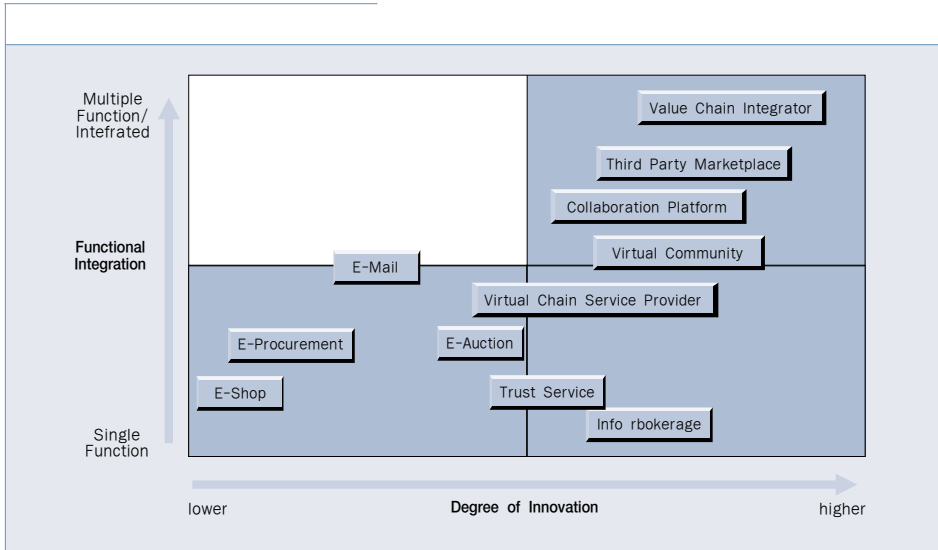 Multiple
Function/
Intefrated
Value Chain Integrator
Third Party Marketplace
Collaboration Platform
Functional
Integration
Virtual Community
E-Mail
Virtual Chain Service Provider
E-Procurement
E-Auction
E-Shop
Trust Service
Info rbokerage
Single
Function
lower
Degree of Innovation
higher